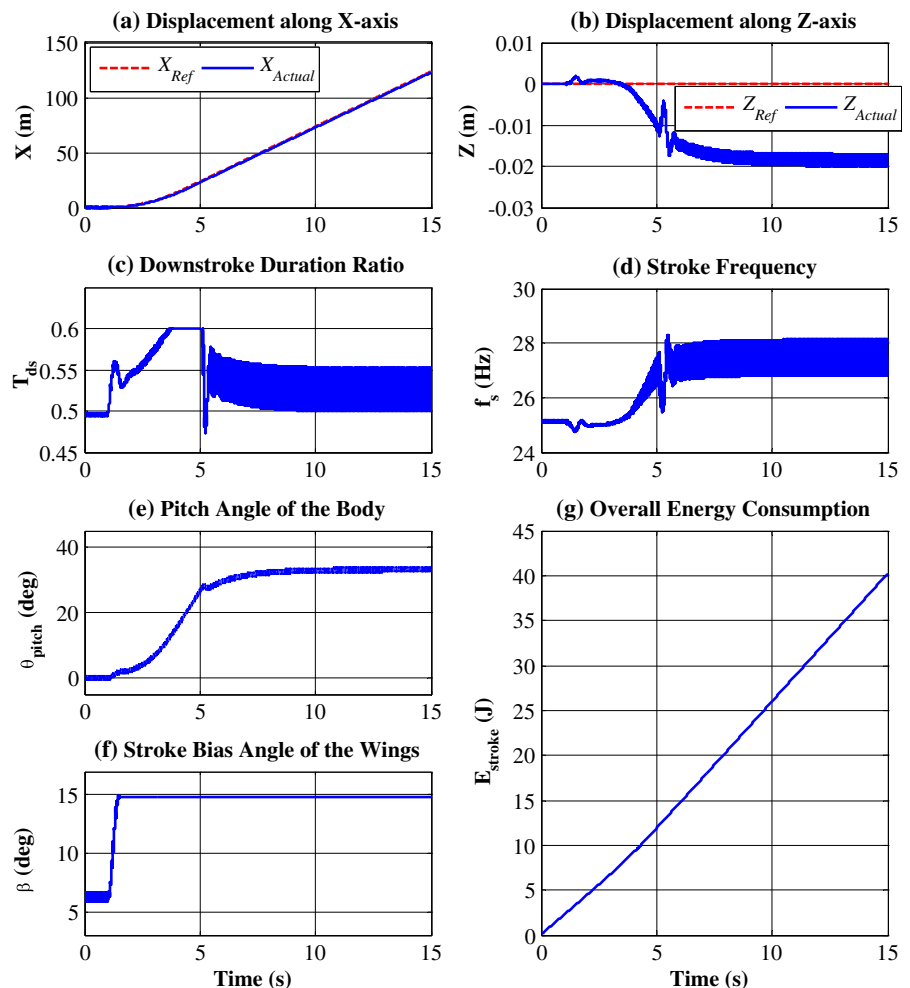 (a) Displacement along X-axis
150
100
50
0
X (m)
X_Ref X_Actual
0 5 10 15
(b) Displacement along Z-axis
0.01
0
-0.01
-0.02
-0.03
Z (m)
Z_Ref Z_Actual
0 5 10 15
(c) Downstroke Duration Ratio
0.6
0.55
0.5
0.45
T_ds
0 5 10 15
(d) Stroke Frequency
30
28
26
24
f_s (Hz)
0 5 10 15
(e) Pitch Angle of the Body
40
20
0
θ_pitch (deg)
0 5 10 15
(f) Stroke Bias Angle of the Wings
15
10
5
β (deg)
0 5 10 15
Time (s)
(g) Overall Energy Consumption
45
40
35
30
25
20
15
10
5
0
E_stroke (J)
0 5 10 15
Time (s)